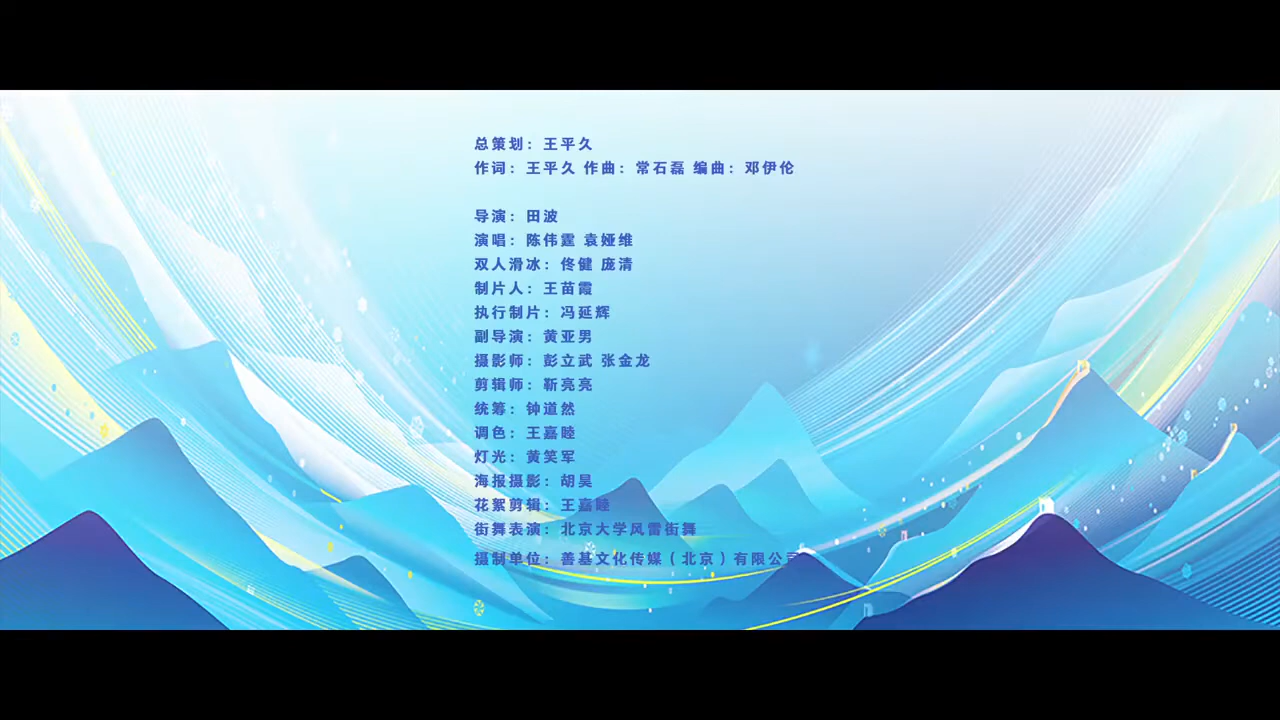 总策划：王平久
作词：王平久 作曲：常石磊 编曲：邓伊伦
导演：田波
演唱：陈伟霆 袁娅维
双人滑冰：佟健 庞清
制片人：王苗霞
执行制片：冯延辉
副导演：黄亚男
摄影师：彭立武 张金龙
剪辑师：靳亮亮
统筹：钟道然
调色：王嘉睦
灯光：黄笑军
海报摄影：胡昊
花絮剪辑：王嘉睦
街舞表演：北京大学风雷街舞
摄制单位：善基文化传媒（北京）有限公司